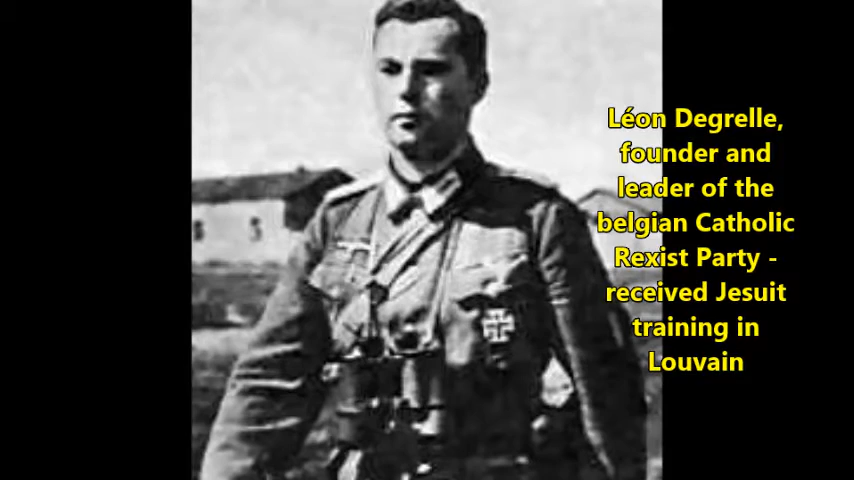 Léon Degrelle,
founder and
leader of the
belgian Catholic
Rexist Party -
received Jesuit
training in
Louvain